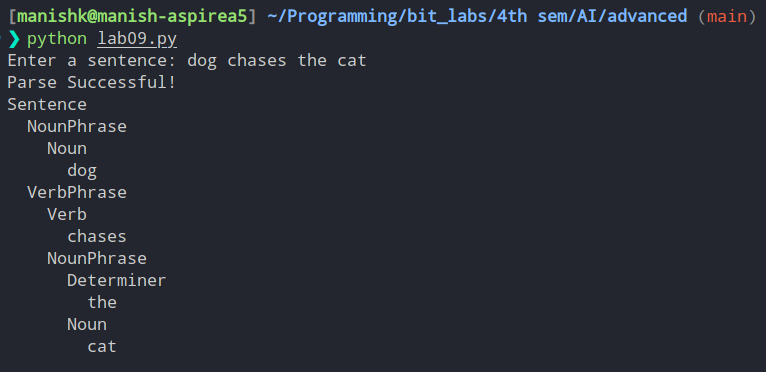 [manishk@manish-aspirea5] ~/Programming/bit_labs/4th sem/AI/advanced (main)
❯ python lab09.py
Enter a sentence: dog chases the cat
Parse Successful!
Sentence
  NounPhrase
    Noun
      dog
  VerbPhrase
    Verb
      chases
    NounPhrase
      Determiner
        the
      Noun
        cat